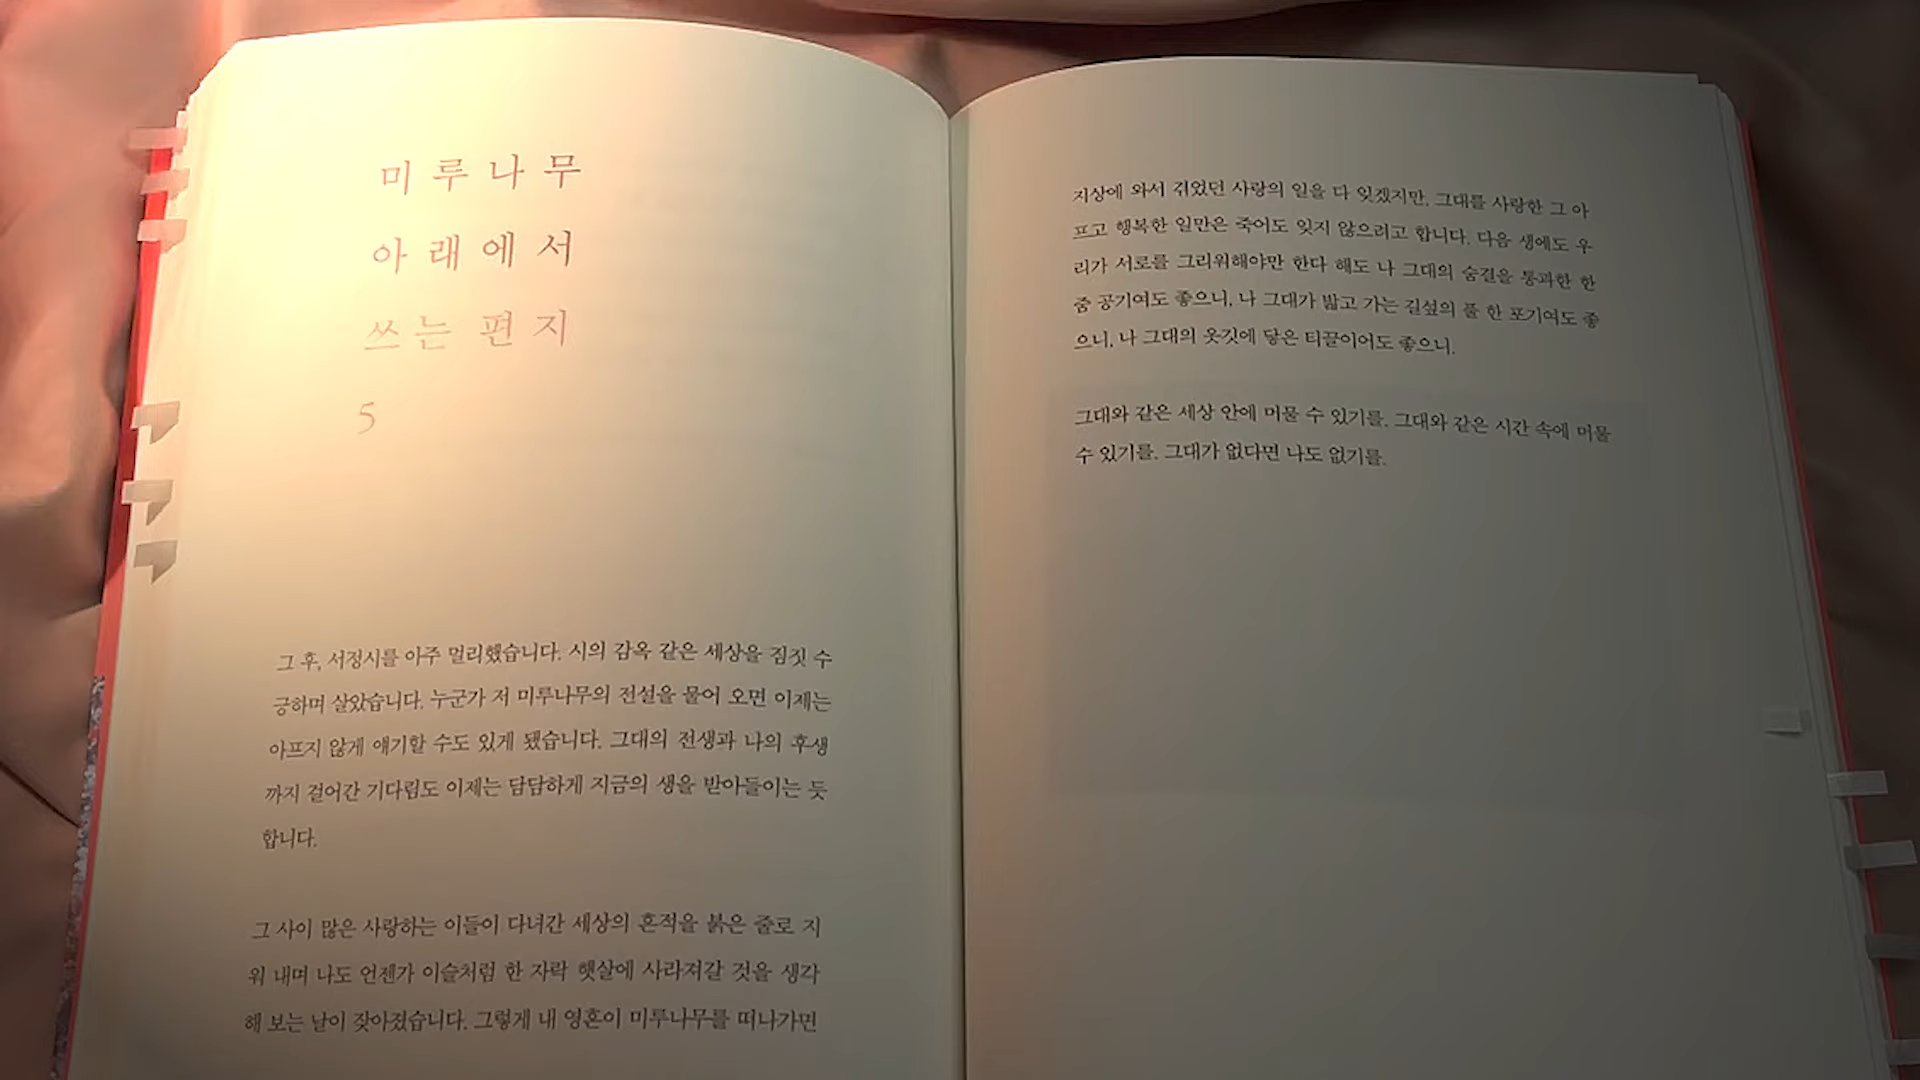 미루나무
아래에서
쓰는 편지
5
그 후, 서정시를 아주 멀리했습니다. 시의 감옥 같은 세상을 짐짓 수
긍하며 살았습니다. 누군가 저 미루나무의 전설을 물어 오면 이제는
아프지 않게 얘기할 수도 있게 됐습니다. 그대의 전생과 나의 후생
까지 걸어간 기다림도 이제는 담담하게 지금의 생을 받아들이는 듯
합니다.
그 사이 많은 사랑하는 이들이 다녀간 세상의 흔적을 붉은 줄로 지
워 내며 나도 언젠가 이슬처럼 한 자락 햇살에 사라져갈 것을 생각
해 보는 날이 잦아졌습니다. 그렇게 내 영혼이 미루나무를 떠나가면
지상에 와서 겪었던 사랑의 일을 다 잊겠지만, 그대를 사랑한 그 아
프고 행복한 일만은 죽어도 잊지 않으려고 합니다. 다음 생에도 우
리가 서로를 그리워해야만 한다 해도 나 그대의 숨결을 통과한 한
줌 공기여도 좋으니, 나 그대가 밟고 가는 길섶의 풀 한 포기여도 좋
으니, 나 그대의 옷깃에 닿은 티끌이어도 좋으니.
그대와 같은 세상 안에 머물 수 있기를. 그대와 같은 시간 속에 머물
수 있기를. 그대가 없다면 나도 없기를.